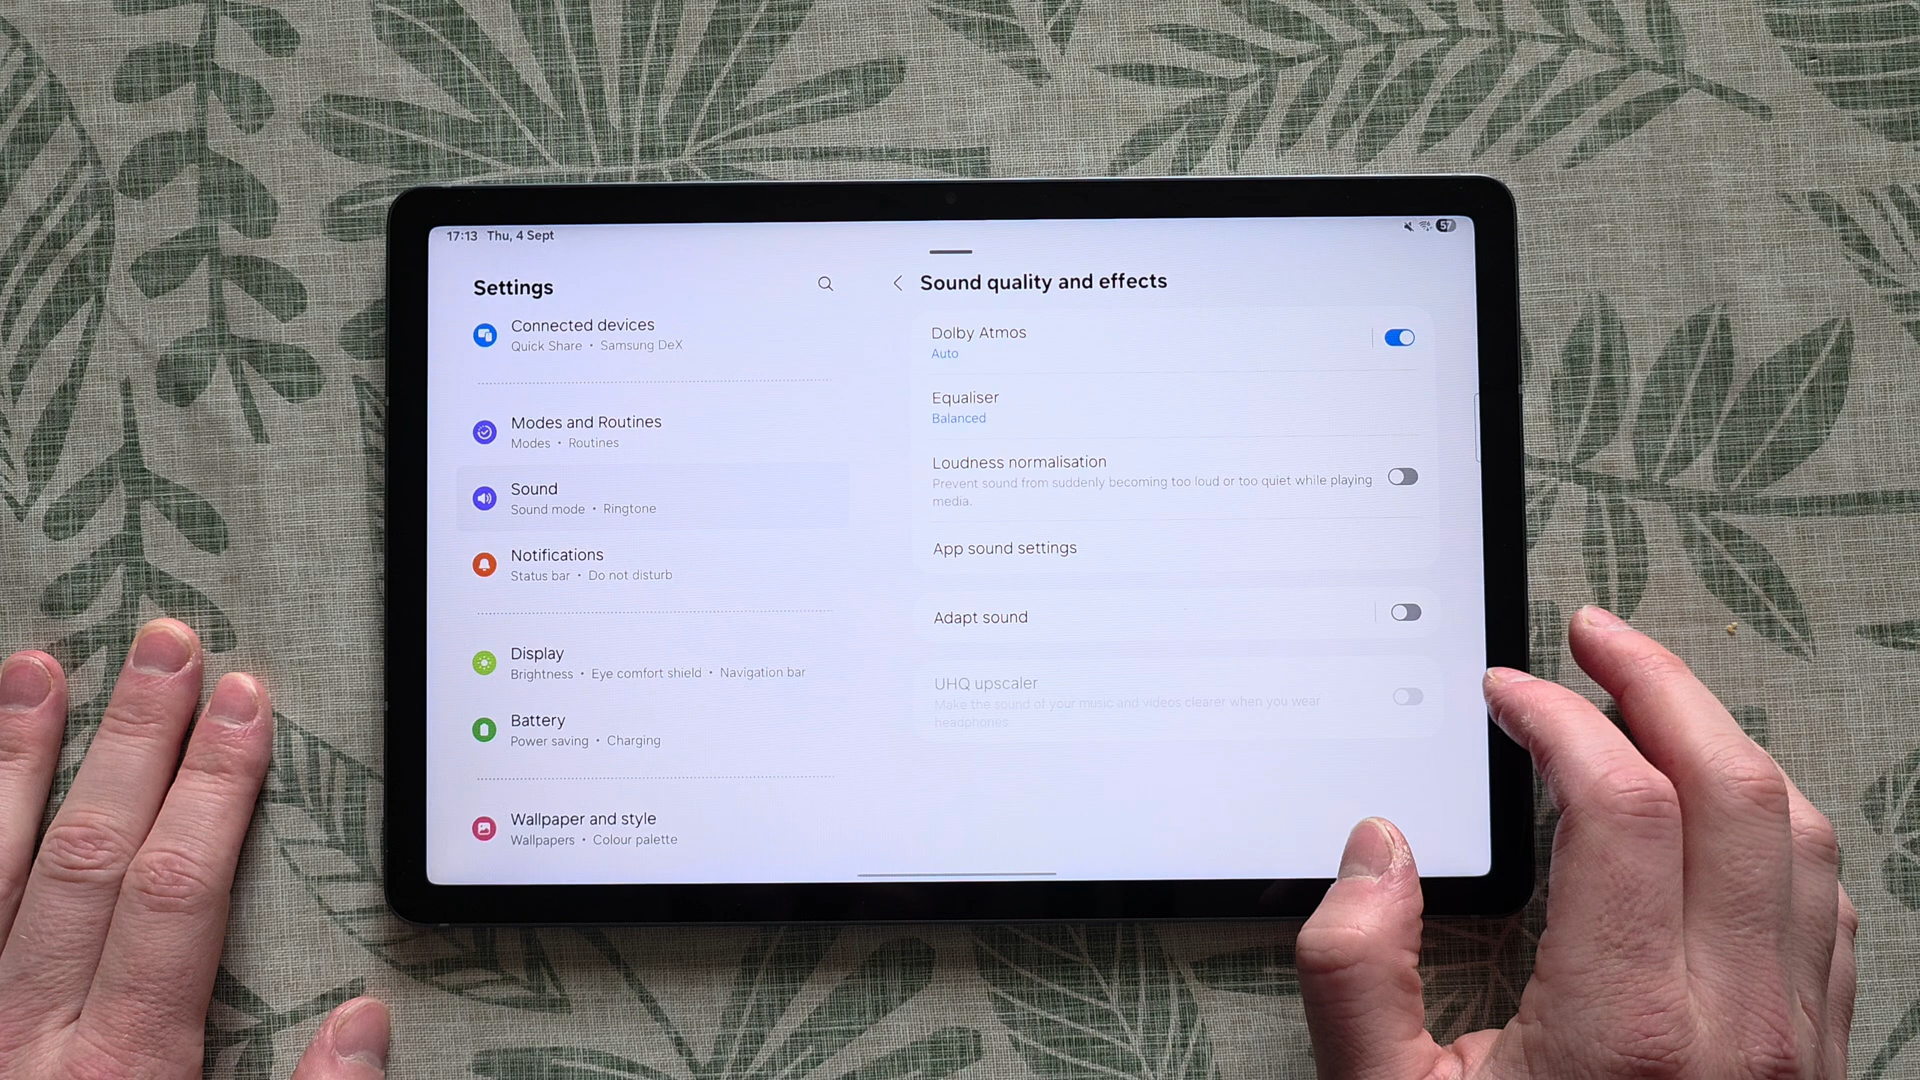 17:13 Thu, 4 Sept
57
Settings
Connected devices
Quick Share • Samsung DeX
Modes and Routines
Modes • Routines
Sound
Sound mode • Ringtone
Notifications
Status bar • Do not disturb
Display
Brightness • Eye comfort shield • Navigation bar
Battery
Power saving • Charging
Wallpaper and style
Wallpapers • Colour palette
Sound quality and effects
Dolby Atmos
Auto
Equaliser
Balanced
Loudness normalisation
Prevent sound from suddenly becoming too loud or too quiet while playing
media.
App sound settings
Adapt sound
UHQ upscaler
Make the sound of your music and videos clearer when you wear
headphones.